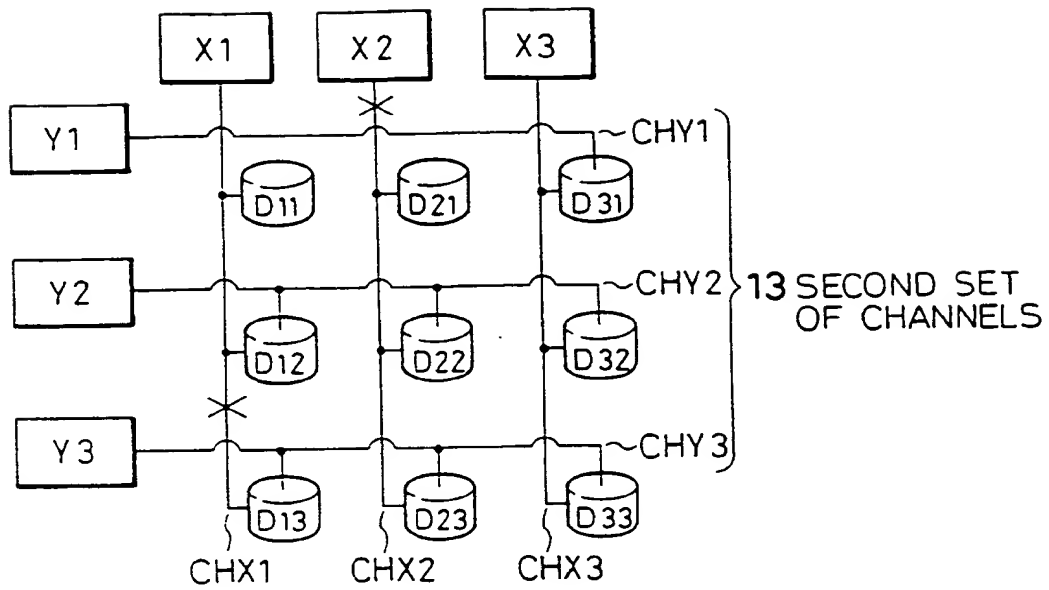 X1
X2
X3
Y1
CHY1
D11
D21
D31
Y2
CHY2
13 SECOND SET
OF CHANNELS
D12
D22
D32
Y3
CHY3
D13
D23
D33
CHX1
CHX2
CHX3